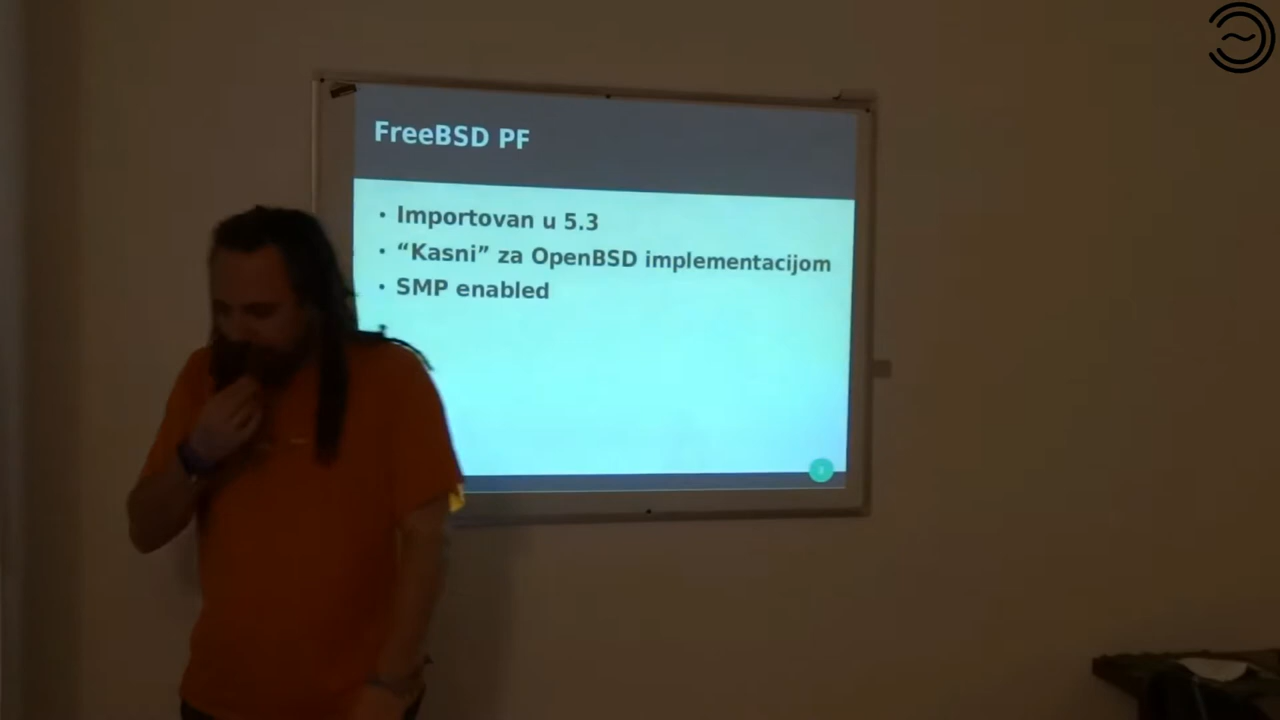 FreeBSD PF
• Importovan u 5.3
• “Kasni” za OpenBSD implementacijom
• SMP enabled